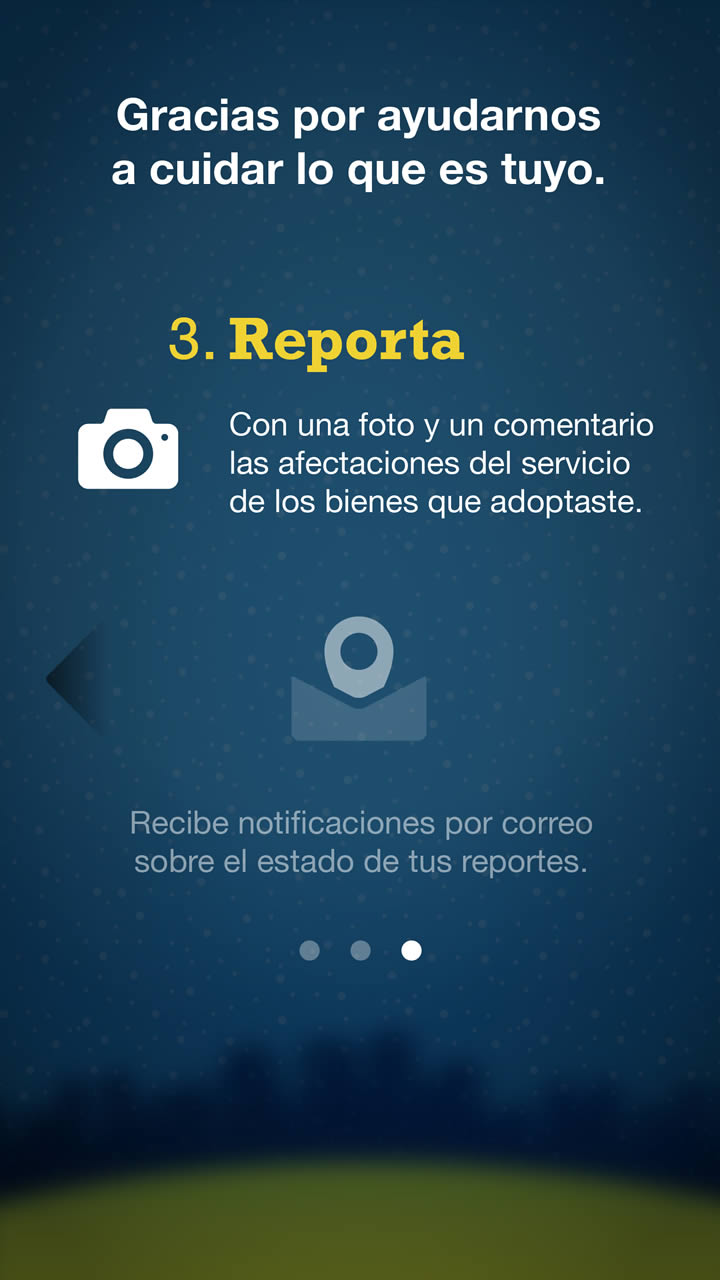 Gracias por ayudarnos
a cuidar lo que es tuyo.
3. Reporta
Con una foto y un comentario
las afectaciones del servicio
de los bienes que adoptaste.
Recibe notificaciones por correo
sobre el estado de tus reportes.